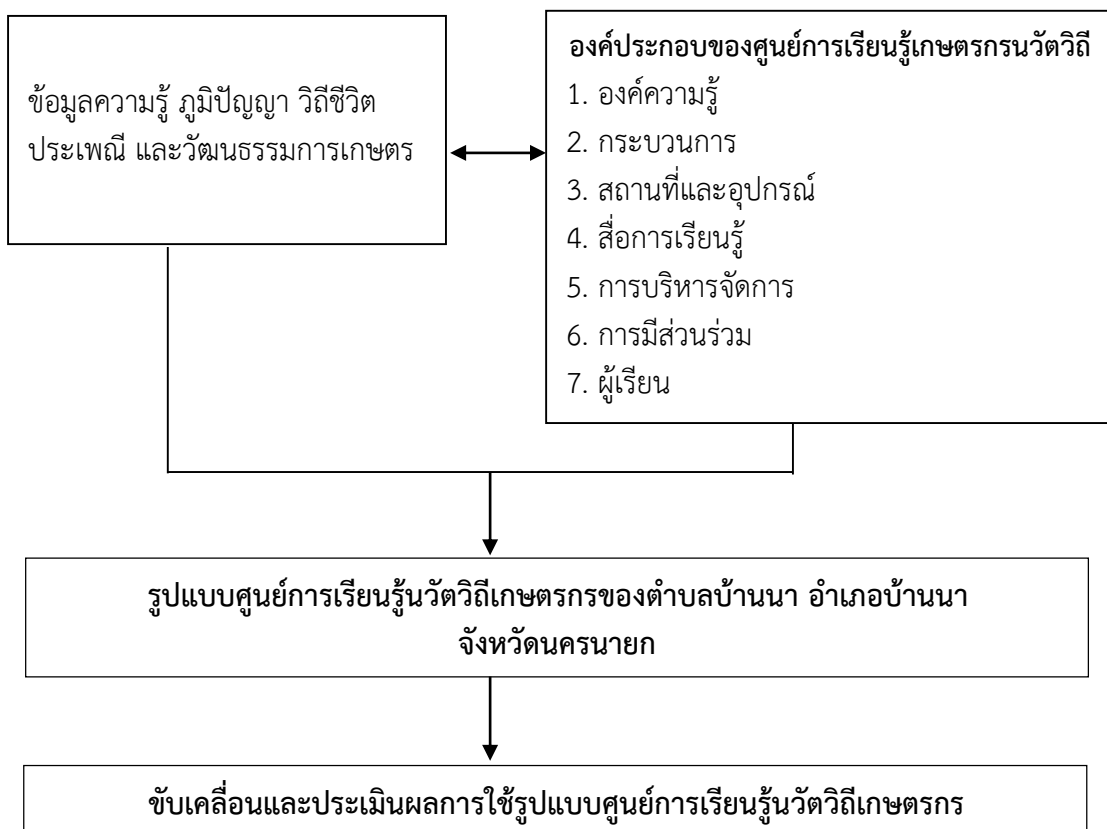 ข้อมูลความรู้ ภูมิปัญญา วิถีชีวิต
ประเพณี และวัฒนธรรมการเกษตร
องค์ประกอบของศูนย์การเรียนรู้เกษตรกรนวัตวิถี
1. องค์ความรู้
2. กระบวนการ
3. สถานที่และอุปกรณ์
4. สื่อการเรียนรู้
5. การบริหารจัดการ
6. การมีส่วนร่วม
7. ผู้เรียน
รูปแบบศูนย์การเรียนรู้นวัตวิถีเกษตรกรของตำบลบ้านนา อำเภอบ้านนา
จังหวัดนครนายก
ขับเคลื่อนและประเมินผลการใช้รูปแบบศูนย์การเรียนรู้นวัตวิถีเกษตรกร